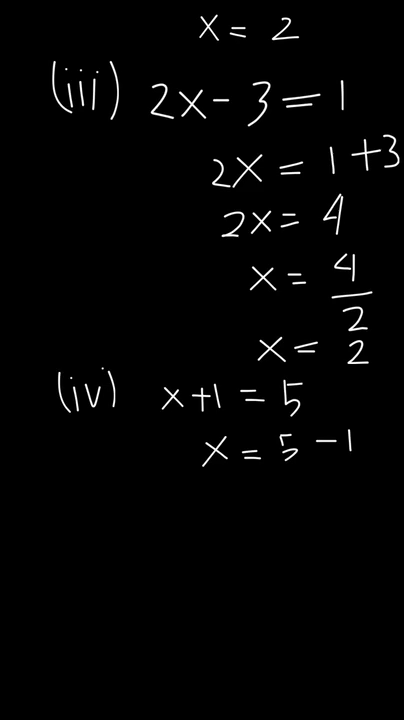 x = 2
(iii) 2x - 3 = 1
2x = 1 + 3
2x = 4
x = 4/2
x = 2
(iv) x + 1 = 5
x = 5 - 1